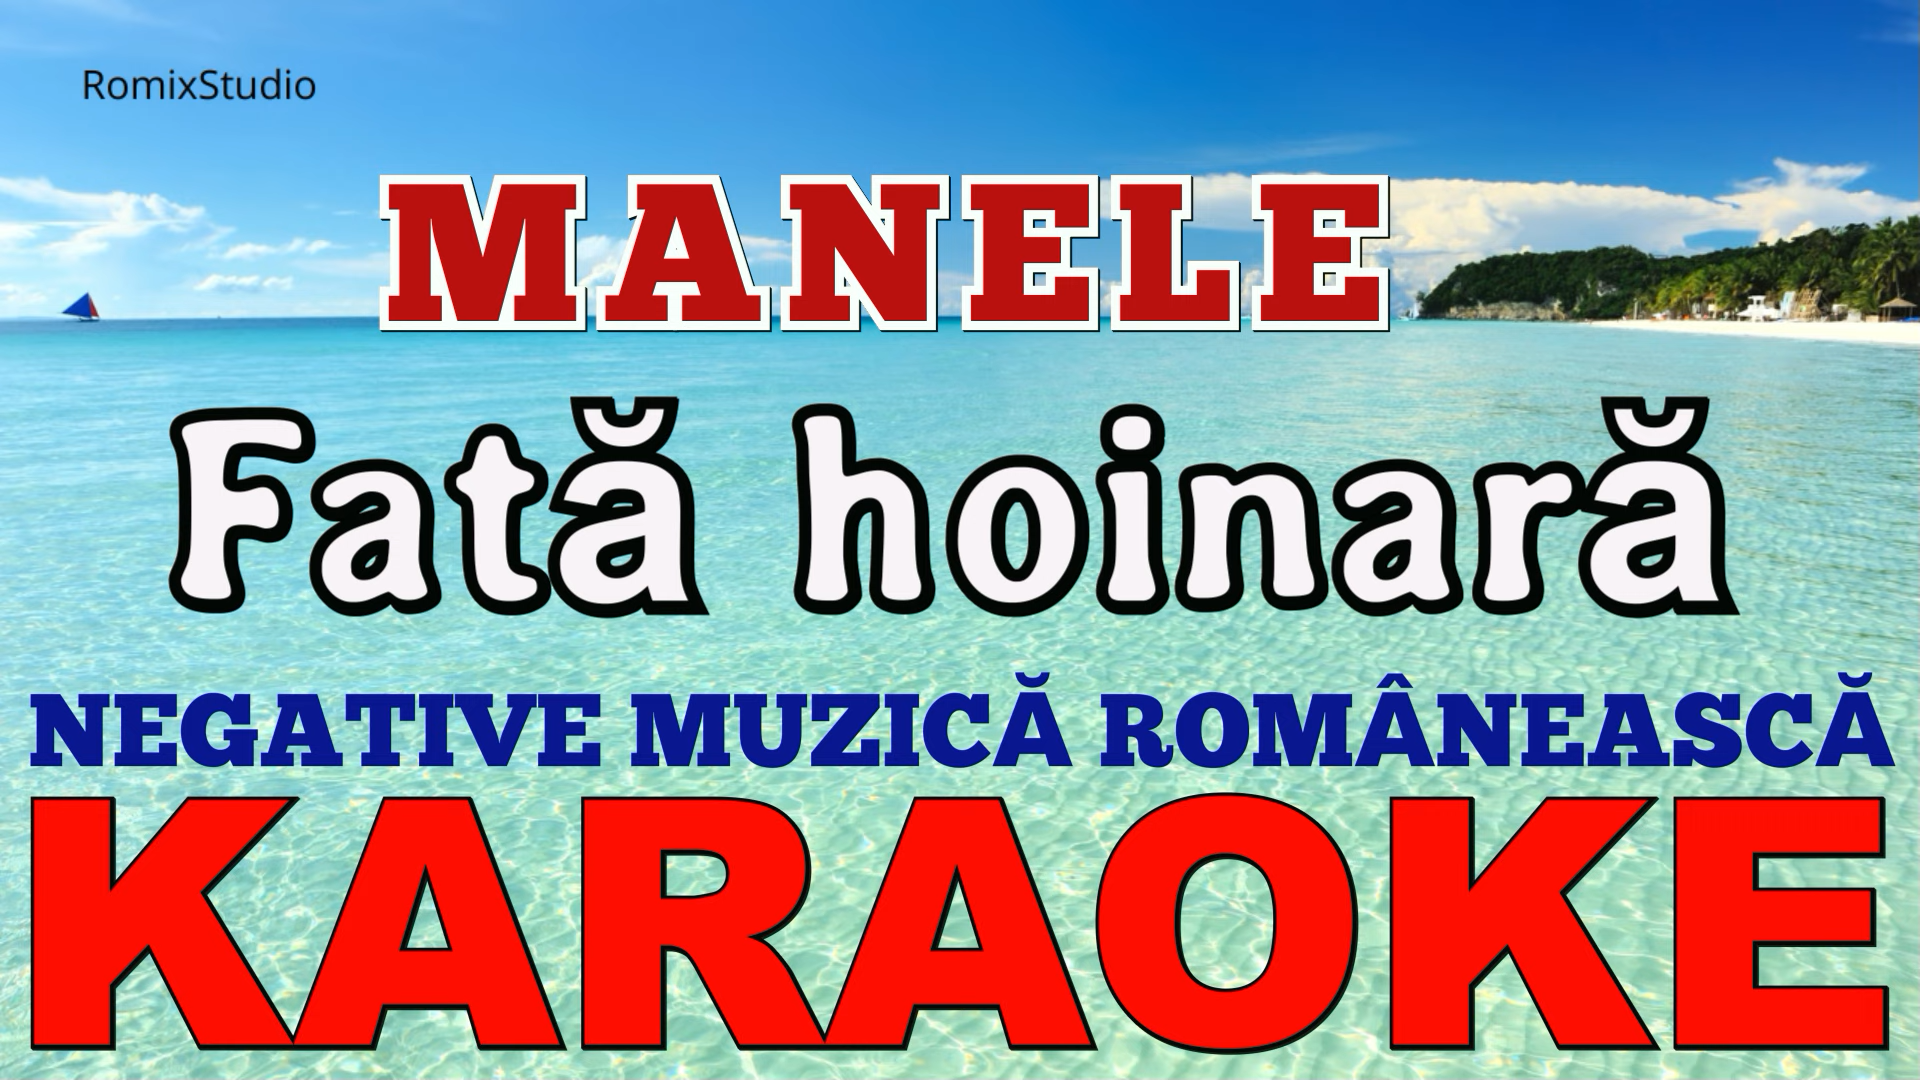 RomixStudio
MANELE
Fată hoinară
NEGATIVE MUZICĂ ROMÂNEASCĂ
KARAOKE